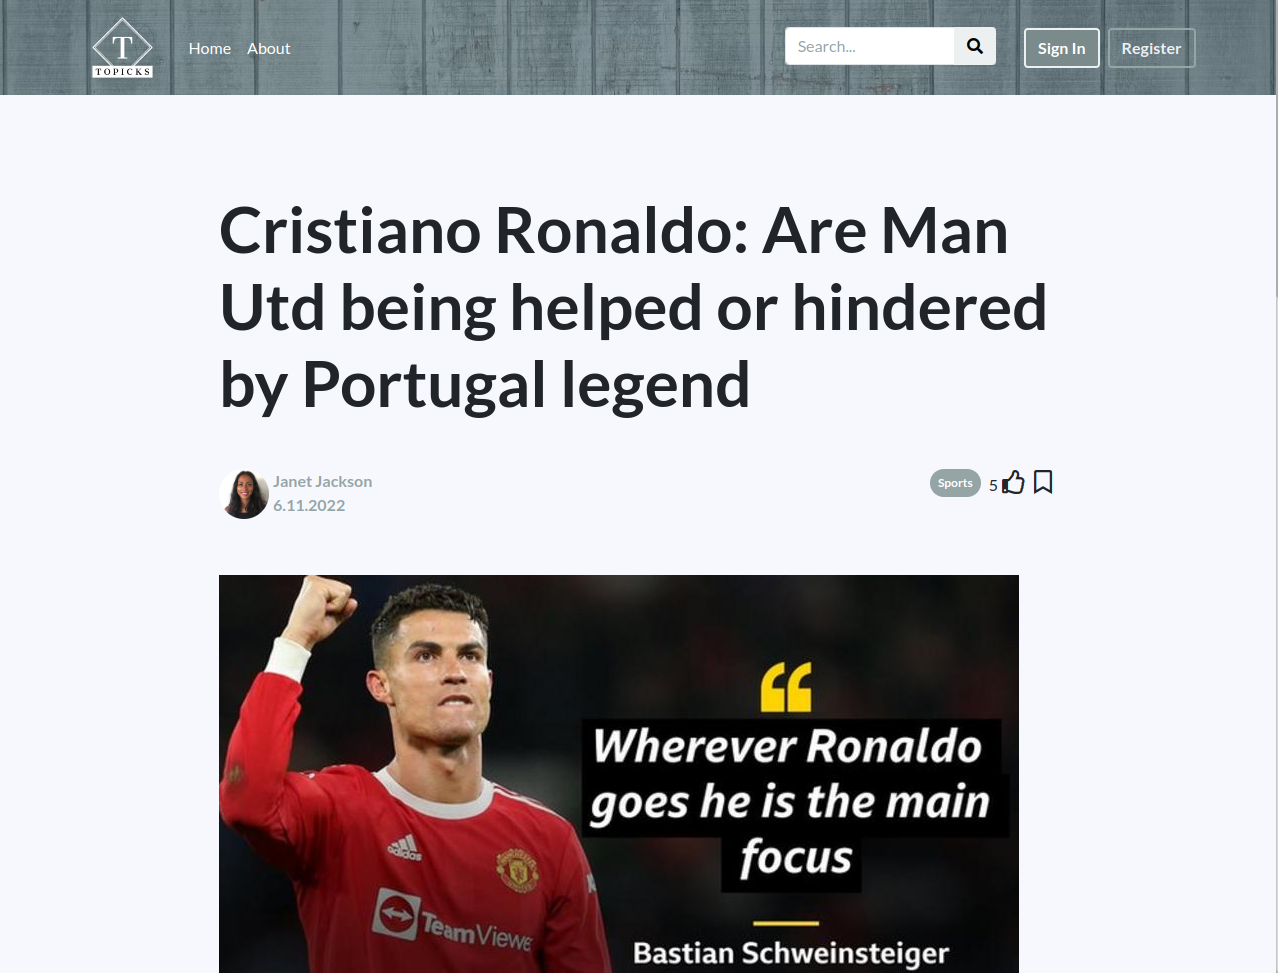 T
TOPICKS
Home
About
Search...
Sign In
Register
Cristiano Ronaldo: Are Man
Utd being helped or hindered
by Portugal legend
Janet Jackson
6.11.2022
Sports
5
Wherever Ronaldo
goes he is the main
focus
adidas
TeamViewe
Bastian Schweinsteiger